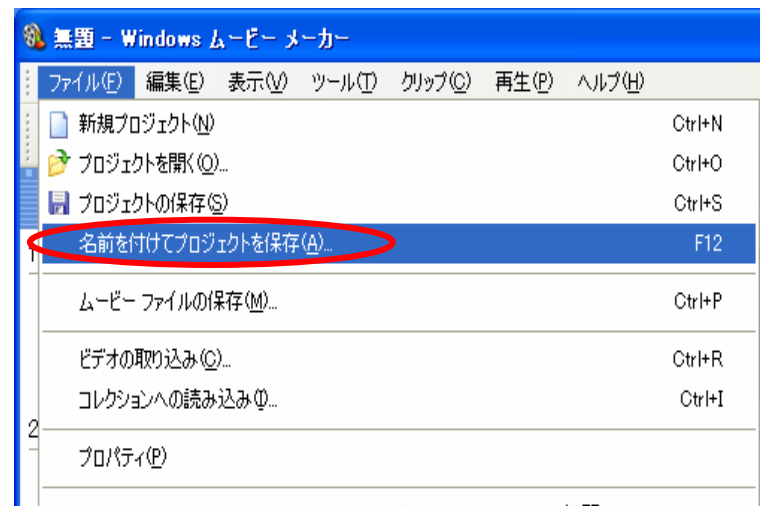 無題 - Windows ムービー メーカー
ファイル(F) 編集(E) 表示(V) ツール(T) クリップ(C) 再生(P) ヘルプ(H)
新規プロジェクト(N) Ctrl+N
プロジェクトを開く(O)... Ctrl+O
プロジェクトの保存(S) Ctrl+S
名前を付けてプロジェクトを保存(A)... F12
1
ムービー ファイルの保存(M)... Ctrl+P
ビデオの取り込み(C)... Ctrl+R
コレクションへの読み込み(I)... Ctrl+I
2
プロパティ(P)